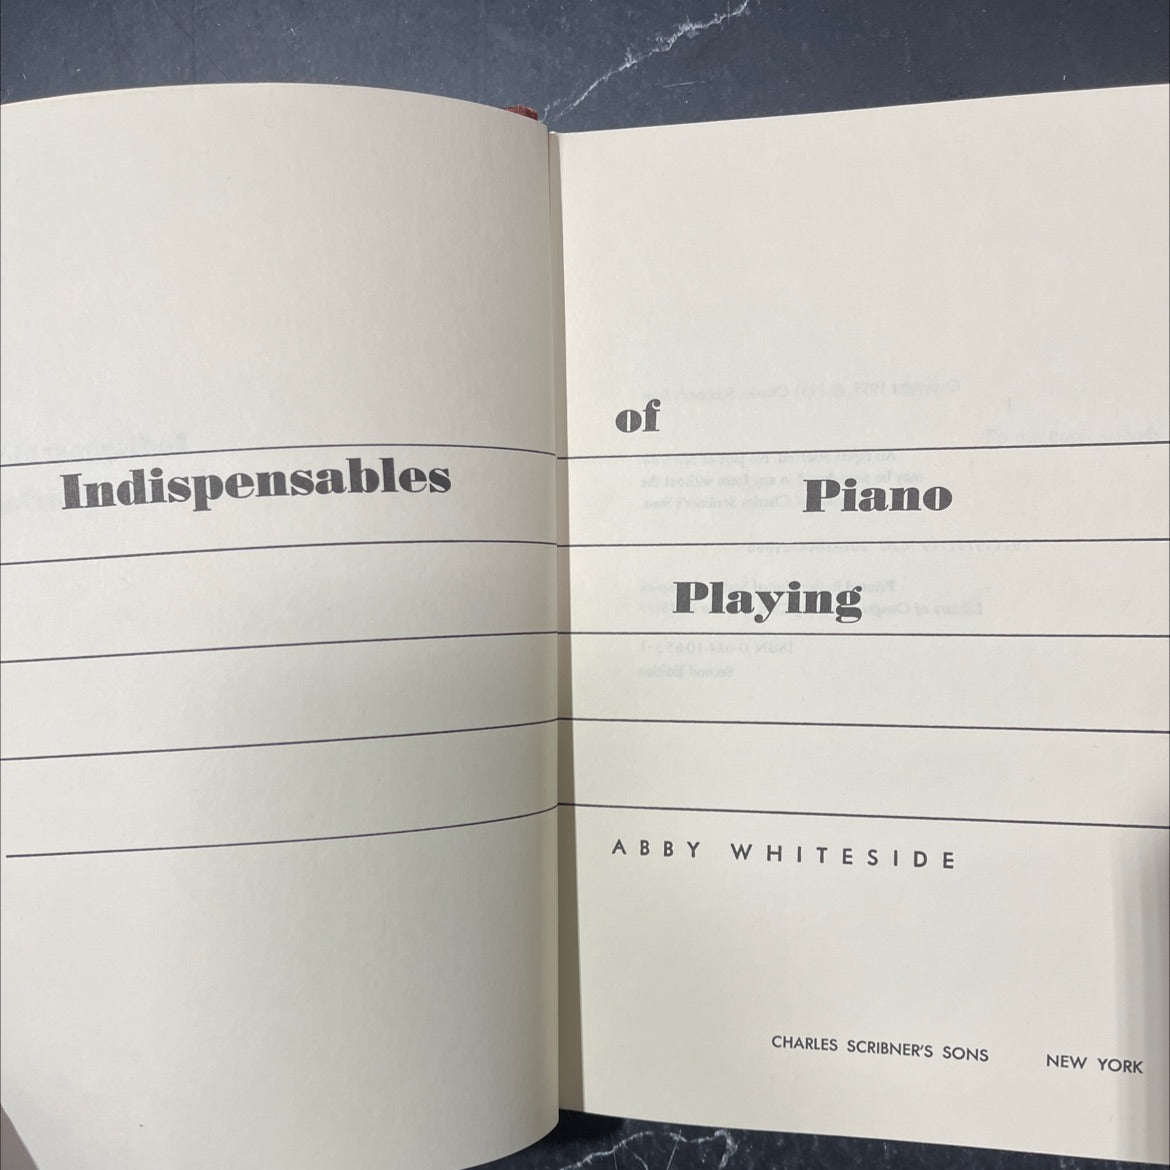 Indispensables
of
Piano
Playing
ABBY WHITESIDE
CHARLES SCRIBNER'S SONS NEW YORK